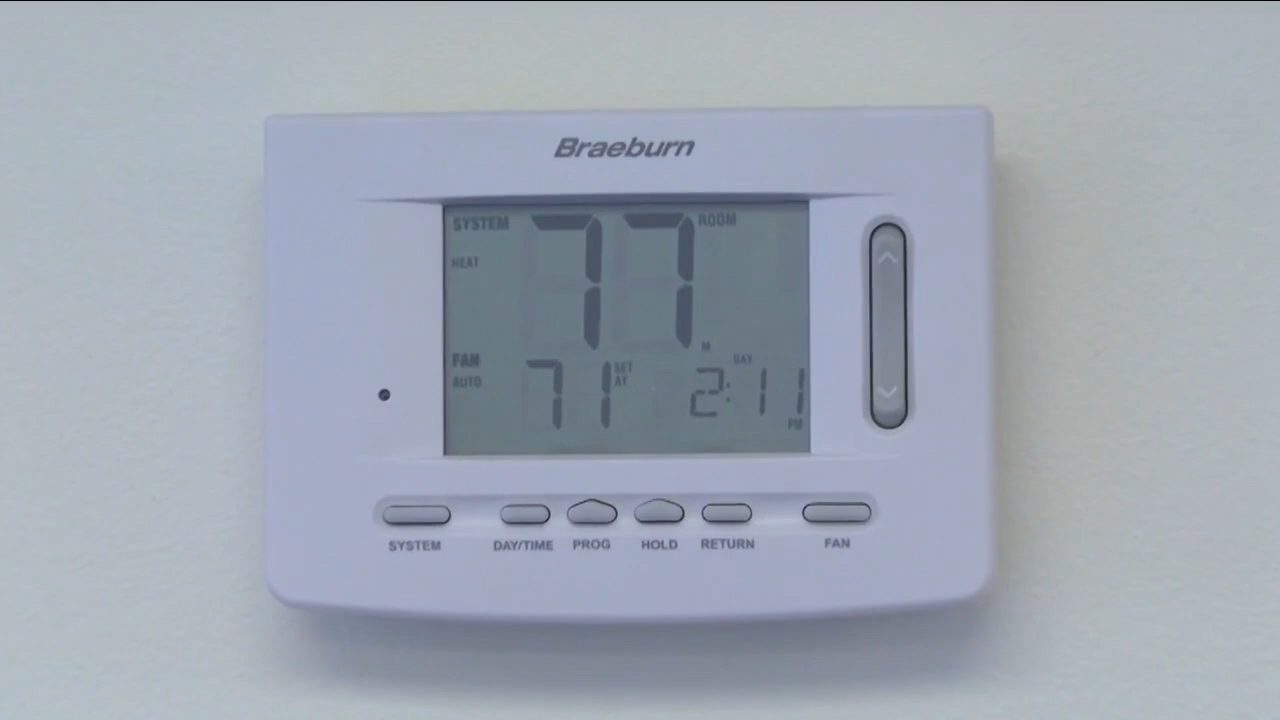 Braeburn
SYSTEM 77 ROOM
HEAT
M
FAN 71 SET AT DAY 2:11 PM
AUTO
SYSTEM DAY/TIME PROG HOLD RETURN FAN